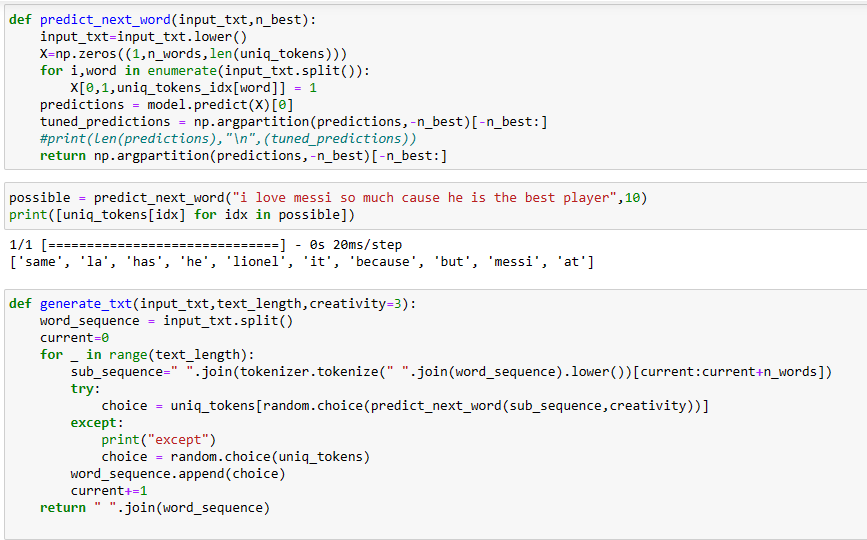 def predict_next_word(input_txt,n_best):
    input_txt=input_txt.lower()
    X=np.zeros((1,n_words,len(uniq_tokens)))
    for i,word in enumerate(input_txt.split()):
        X[0,1,uniq_tokens_idx[word]] = 1
    predictions = model.predict(X)[0]
    tuned_predictions = np.argpartition(predictions,-n_best)[-n_best:]
    #print(len(predictions),"\n",(tuned_predictions))
    return np.argpartition(predictions,-n_best)[-n_best:]
possible = predict_next_word("i love messi so much cause he is the best player",10)
print([uniq_tokens[idx] for idx in possible])
1/1 [==============================] - 0s 20ms/step
['same', 'la', 'has', 'he', 'lionel', 'it', 'because', 'but', 'messi', 'at']
def generate_txt(input_txt,text_length,creativity=3):
    word_sequence = input_txt.split()
    current=0
    for _ in range(text_length):
        sub_sequence=" ".join(tokenizer.tokenize(" ".join(word_sequence).lower())[current:current+n_words])
        try:
            choice = uniq_tokens[random.choice(predict_next_word(sub_sequence,creativity))]
        except:
            print("except")
            choice = random.choice(uniq_tokens)
        word_sequence.append(choice)
        current+=1
    return " ".join(word_sequence)